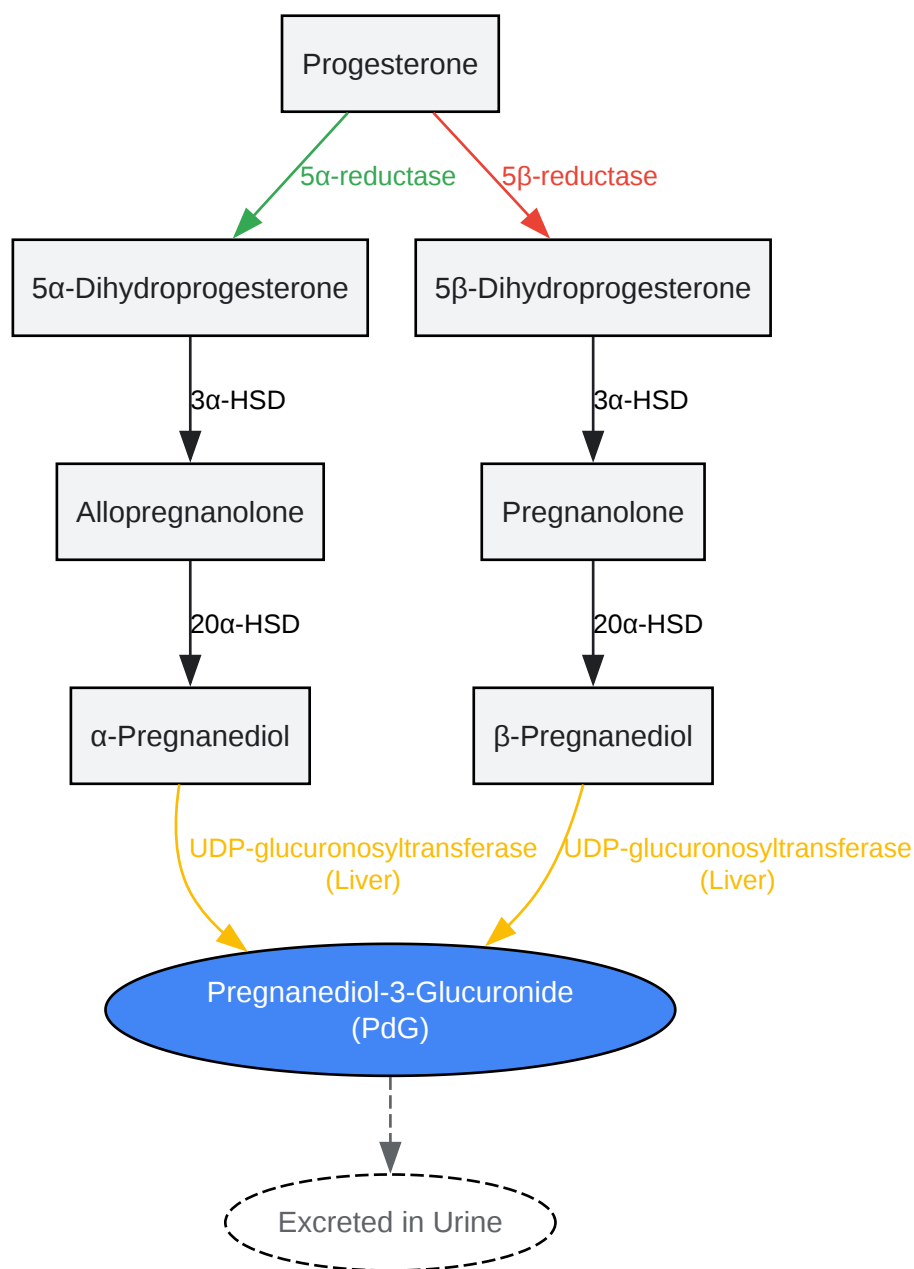 Progesterone
5α-reductase
5β-reductase
5α-Dihydroprogesterone
5β-Dihydroprogesterone
3α-HSD
3α-HSD
Allopregnanolone
Pregnanolone
20α-HSD
20α-HSD
α-Pregnanediol
β-Pregnanediol
UDP-glucuronosyltransferase
(Liver)
UDP-glucuronosyltransferase
(Liver)
Pregnanediol-3-Glucuronide
(PdG)
Excreted in Urine